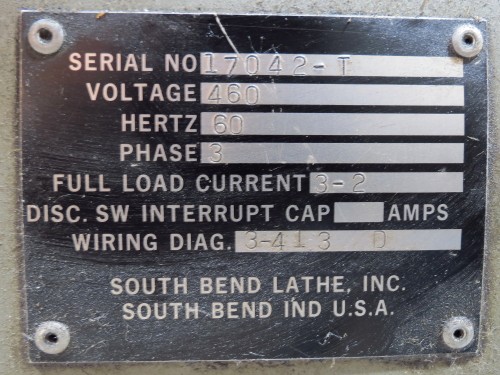 SERIAL NO 17042-T
VOLTAGE 460
HERTZ 60
PHASE 3
FULL LOAD CURRENT 3-2
DISC. SW INTERRUPT CAP AMPS
WIRING DIAG. 3-413 D
SOUTH BEND LATHE, INC.
SOUTH BEND IND U.S.A.